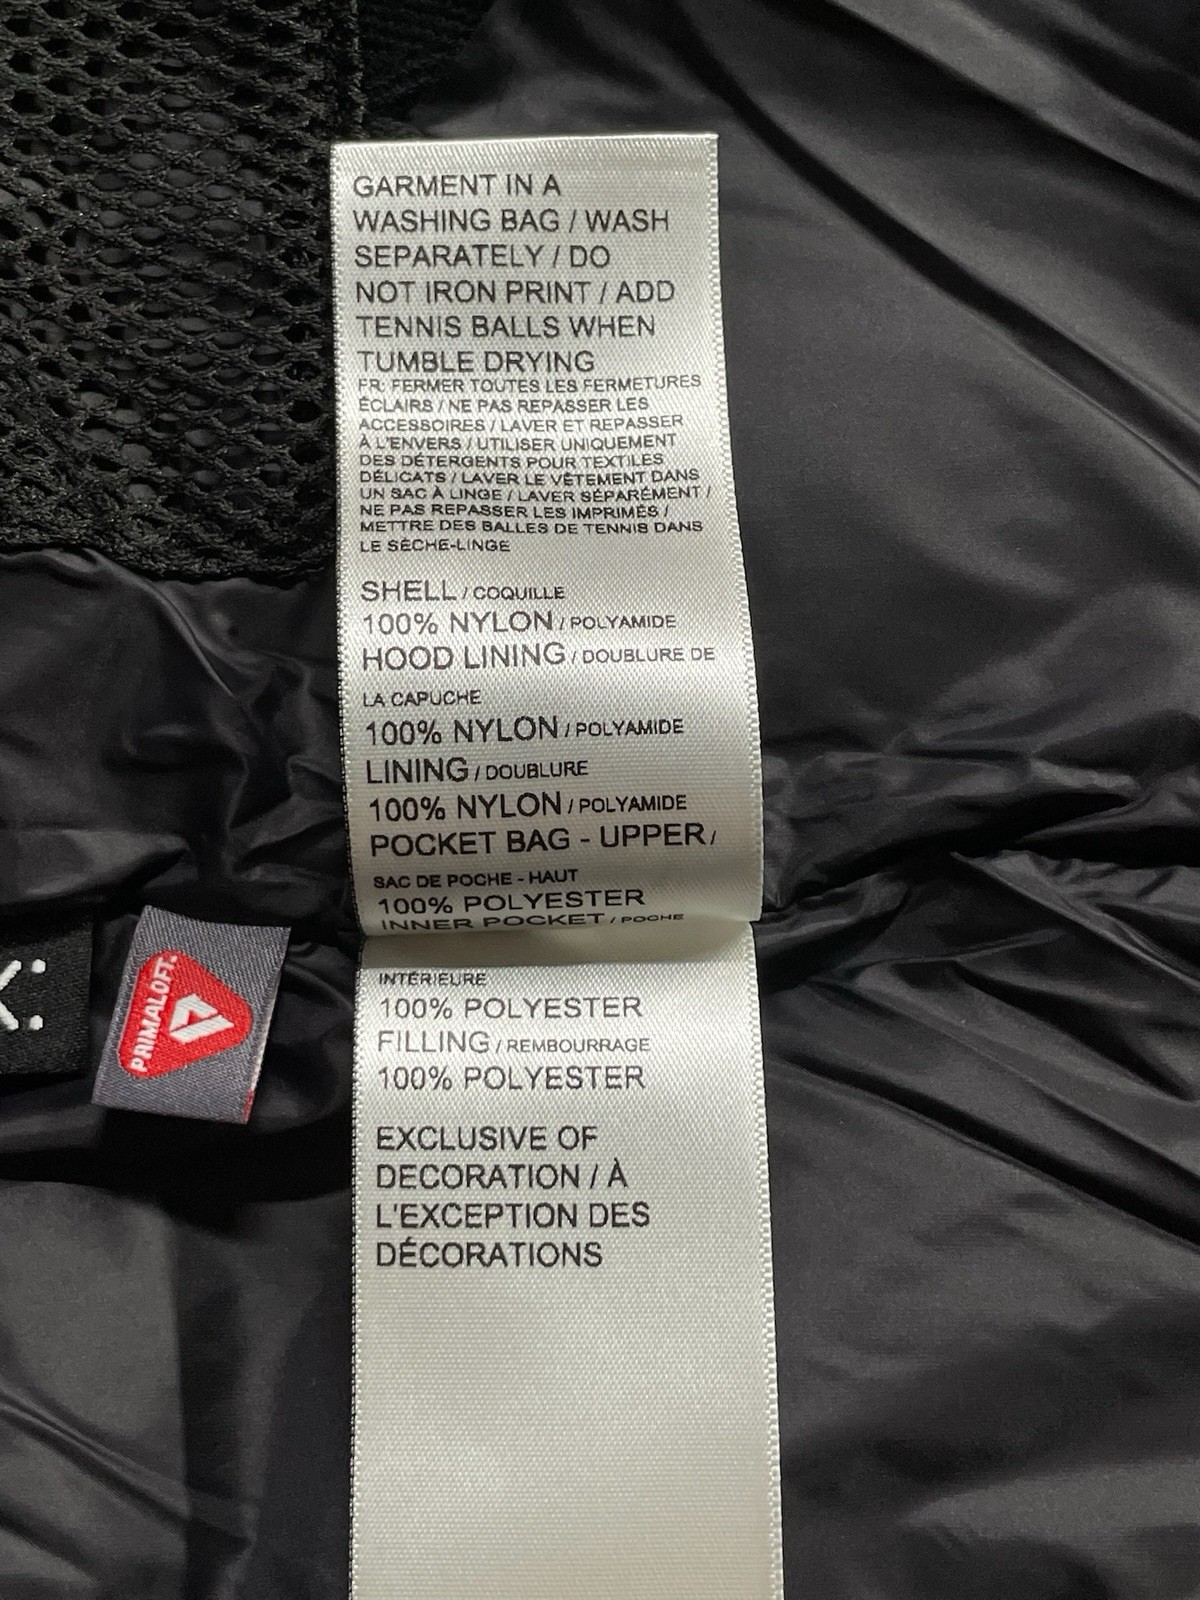 GARMENT IN A
WASHING BAG / WASH
SEPARATELY / DO
NOT IRON PRINT / ADD
TENNIS BALLS WHEN
TUMBLE DRYING
FR: FERMER TOUTES LES FERMETURES
ÉCLAIRS / NE PAS REPASSER LES
ACCESSOIRES / LAVER ET REPASSER
À L'ENVERS / UTILISER UNIQUEMENT
DES DÉTERGENTS POUR TEXTILES
DÉLICATS / LAVER LE VÊTEMENT DANS
UN SAC À LINGE / LAVER SÉPARÉMENT /
NE PAS REPASSER LES IMPRIMÉS /
METTRE DES BALLES DE TENNIS DANS
LE SÈCHE-LINGE
SHELL / COQUILLE
100% NYLON / POLYAMIDE
HOOD LINING / DOUBLURE DE
LA CAPUCHE
100% NYLON / POLYAMIDE
LINING / DOUBLURE
100% NYLON / POLYAMIDE
POCKET BAG - UPPER /
SAC DE POCHE - HAUT
100% POLYESTER
INNER POCKET / POCHE
INTÉRIEURE
100% POLYESTER
FILLING / REMBOURRAGE
100% POLYESTER
EXCLUSIVE OF
DECORATION / À
L'EXCEPTION DES
DÉCORATIONS
PRIMALOFT.